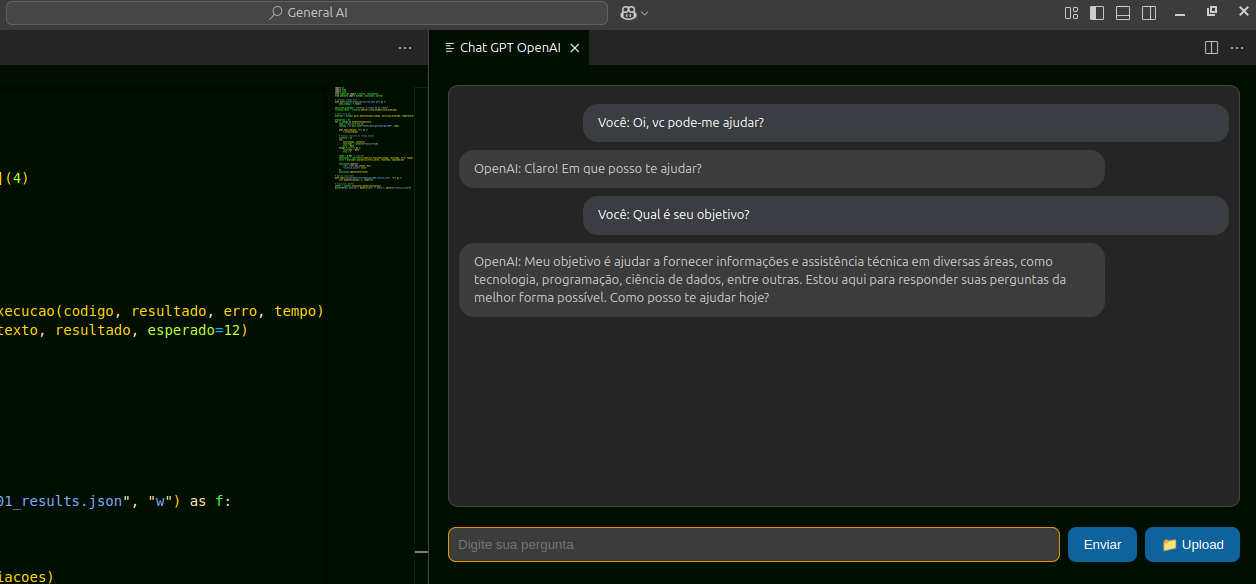 General AI
Chat GPT OpenAI
Você: Oi, vc pode-me ajudar?
OpenAI: Claro! Em que posso te ajudar?
Você: Qual é seu objetivo?
OpenAI: Meu objetivo é ajudar a fornecer informações e assistência técnica em diversas áreas, como
tecnologia, programação, ciência de dados, entre outras. Estou aqui para responder suas perguntas da
melhor forma possível. Como posso te ajudar hoje?
Digite sua pergunta
Enviar
Upload
](4)
xecucao(codigo, resultado, erro, tempo)
texto, resultado, esperado=12)
01_results.json", "w") as f:
iacoes)